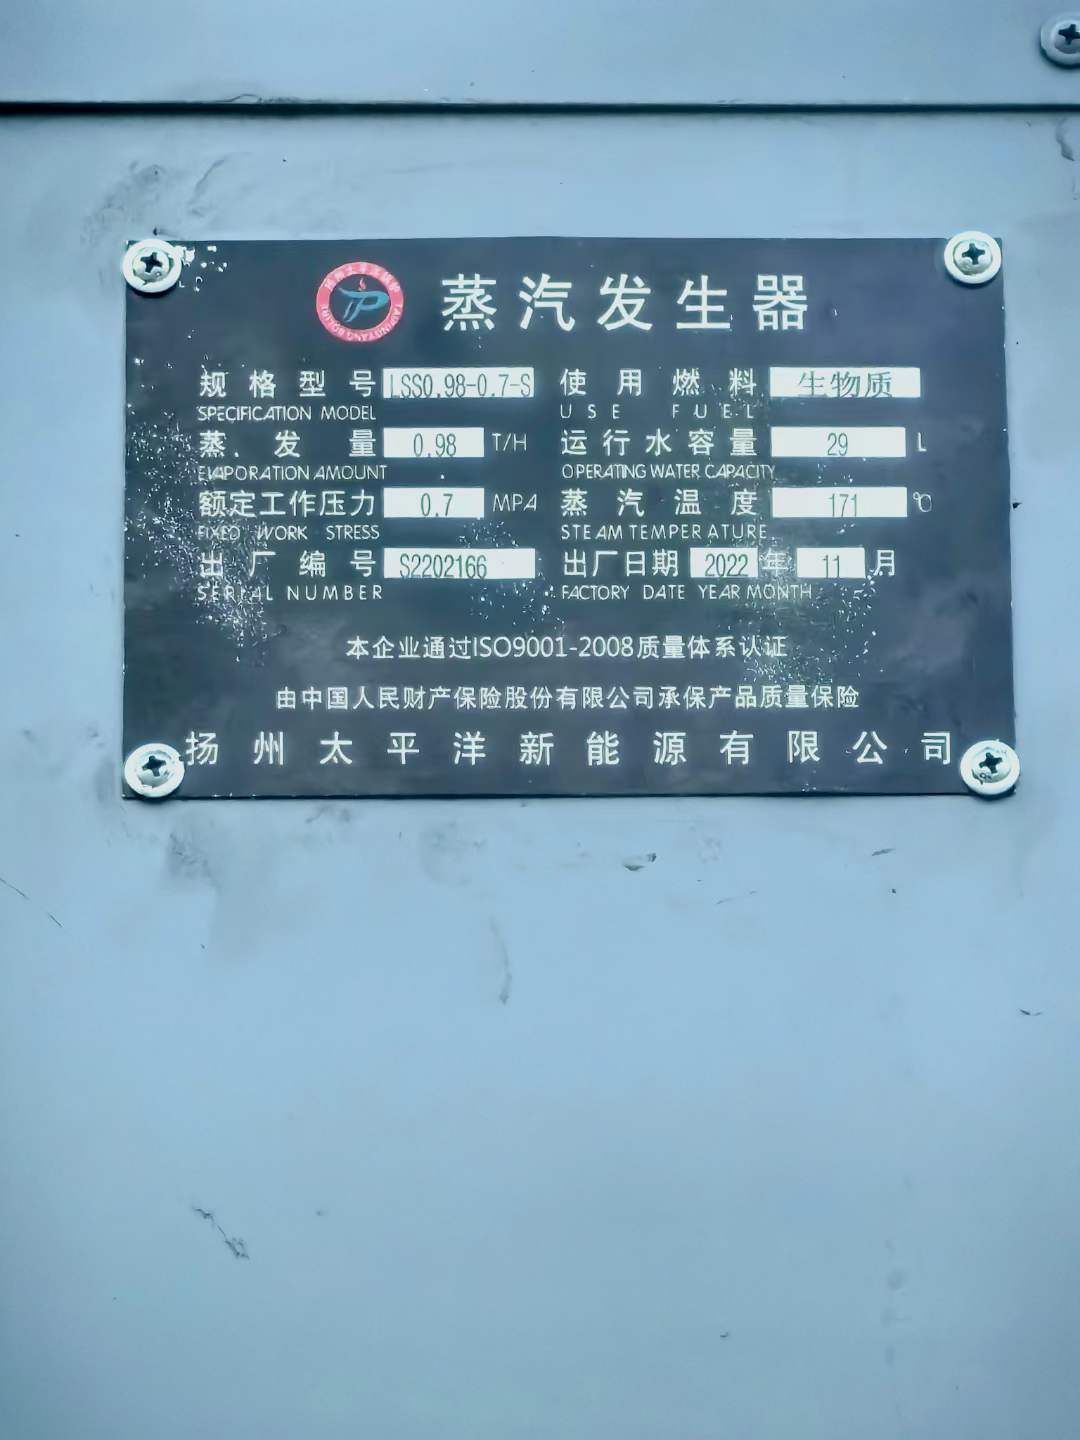 蒸汽发生器
规格型号 LSS0.98-0.7-S 使用燃料 生物质
SPECIFICATION MODEL USE FUEL
蒸发量 0.98 T/H 运行水容量 29 L
EVAPORATION AMOUNT OPERATING WATER CAPACITY
额定工作压力 0.7 MPA 蒸汽温度 171 ℃
FIXED WORK STRESS STEAM TEMPERATURE
出厂编号 S2202166 出厂日期 2022 年 11 月
SERIAL NUMBER FACTORY DATE YEAR MONTH
本企业通过ISO9001-2008质量体系认证
由中国人民财产保险股份有限公司承保产品质量保险
扬州太平洋新能源有限公司